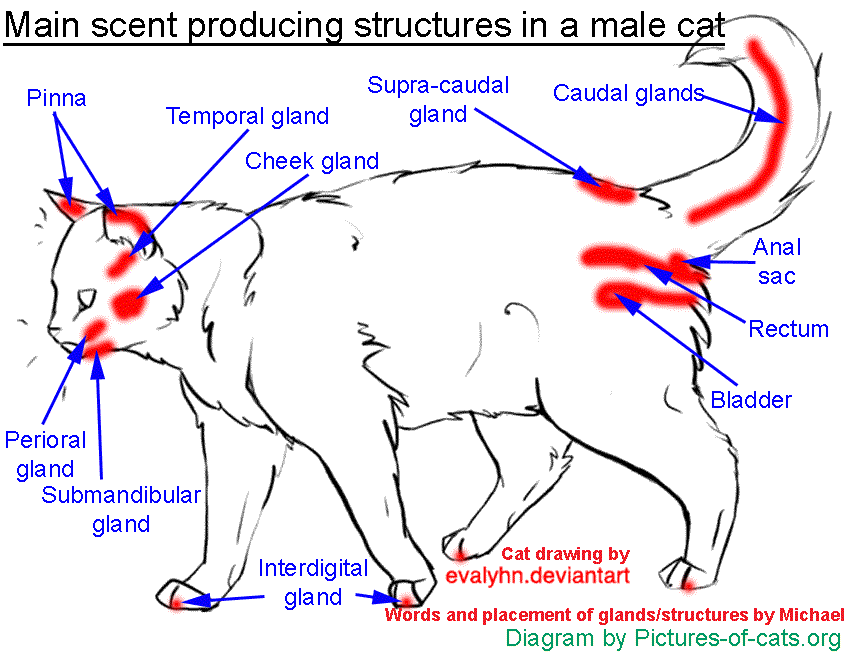 Main scent producing structures in a male cat
Pinna
Temporal gland
Cheek gland
Supra-caudal
gland
Caudal glands
Anal
sac
Rectum
Bladder
Perioral
gland
Submandibular
gland
Interdigital
gland
Cat drawing by
evalyhn.deviantart
Words and placement of glands/structures by Michael
Diagram by Pictures-of-cats.org